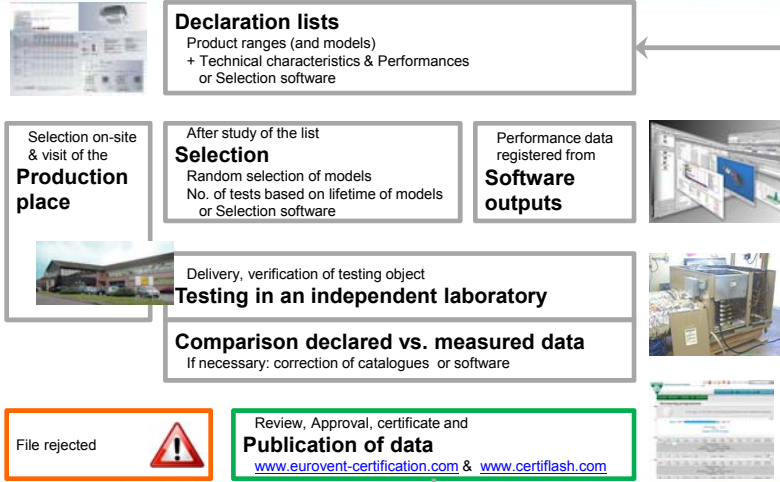 Declaration lists
Product ranges (and models)
+ Technical characteristics & Performances
or Selection software
Selection on-site
& visit of the
Production
place
After study of the list
Selection
Random selection of models
No. of tests based on lifetime of models
or Selection software
Performance data
registered from
Software
outputs
Delivery, verification of testing object
Testing in an independent laboratory
Comparison declared vs. measured data
If necessary: correction of catalogues or software
File rejected
Review, Approval, certificate and
Publication of data
www.eurovent-certification.com & www.certiflash.com